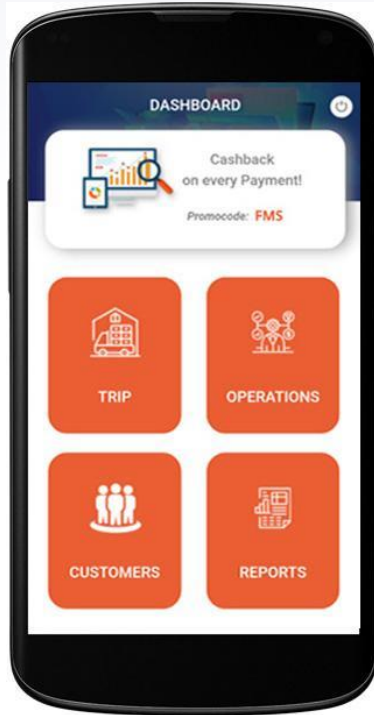 DASHBOARD
Cashback
on every Payment!
Promocode: FMS
TRIP
OPERATIONS
CUSTOMERS
REPORTS